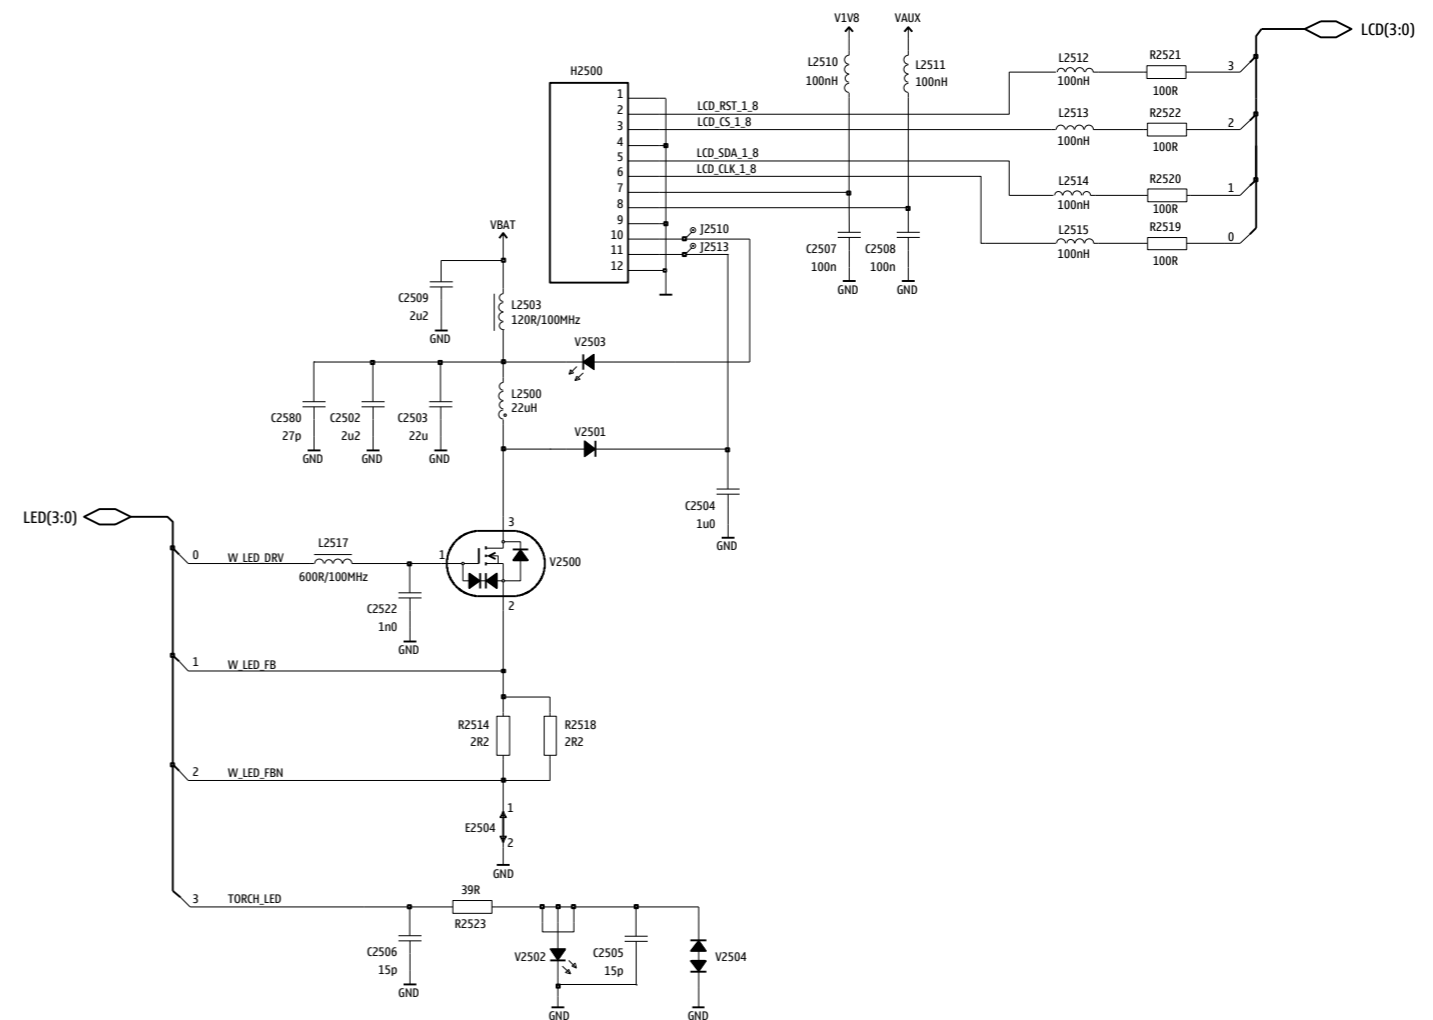 V1V8
VAUX
LCD(3:0)
H2500
L2510
100nH
L2511
100nH
L2512
100nH
R2521
100R
3
1
2
3
4
5
6
7
8
9
10
11
12
LCD_RST_1_8
LCD_CS_1_8
LCD_SDA_1_8
LCD_CLK_1_8
L2513
100nH
R2522
100R
2
L2514
100nH
R2520
100R
1
L2515
100nH
R2519
100R
0
J2510
J2513
C2507
100n
GND
C2508
100n
GND
VBAT
C2509
2u2
GND
L2503
120R/100MHz
V2503
L2500
22uH
C2580
27p
GND
C2502
2u2
GND
C2503
22u
GND
V2501
C2504
1u0
GND
LED(3:0)
0
W_LED_DRV
L2517
600R/100MHz
1
3
V2500
2
C2522
1n0
GND
1
W_LED_FB
R2514
2R2
R2518
2R2
2
W_LED_FBN
1
E2504
2
GND
3
TORCH_LED
39R
R2523
C2506
15p
GND
V2502
GND
C2505
15p
V2504
GND